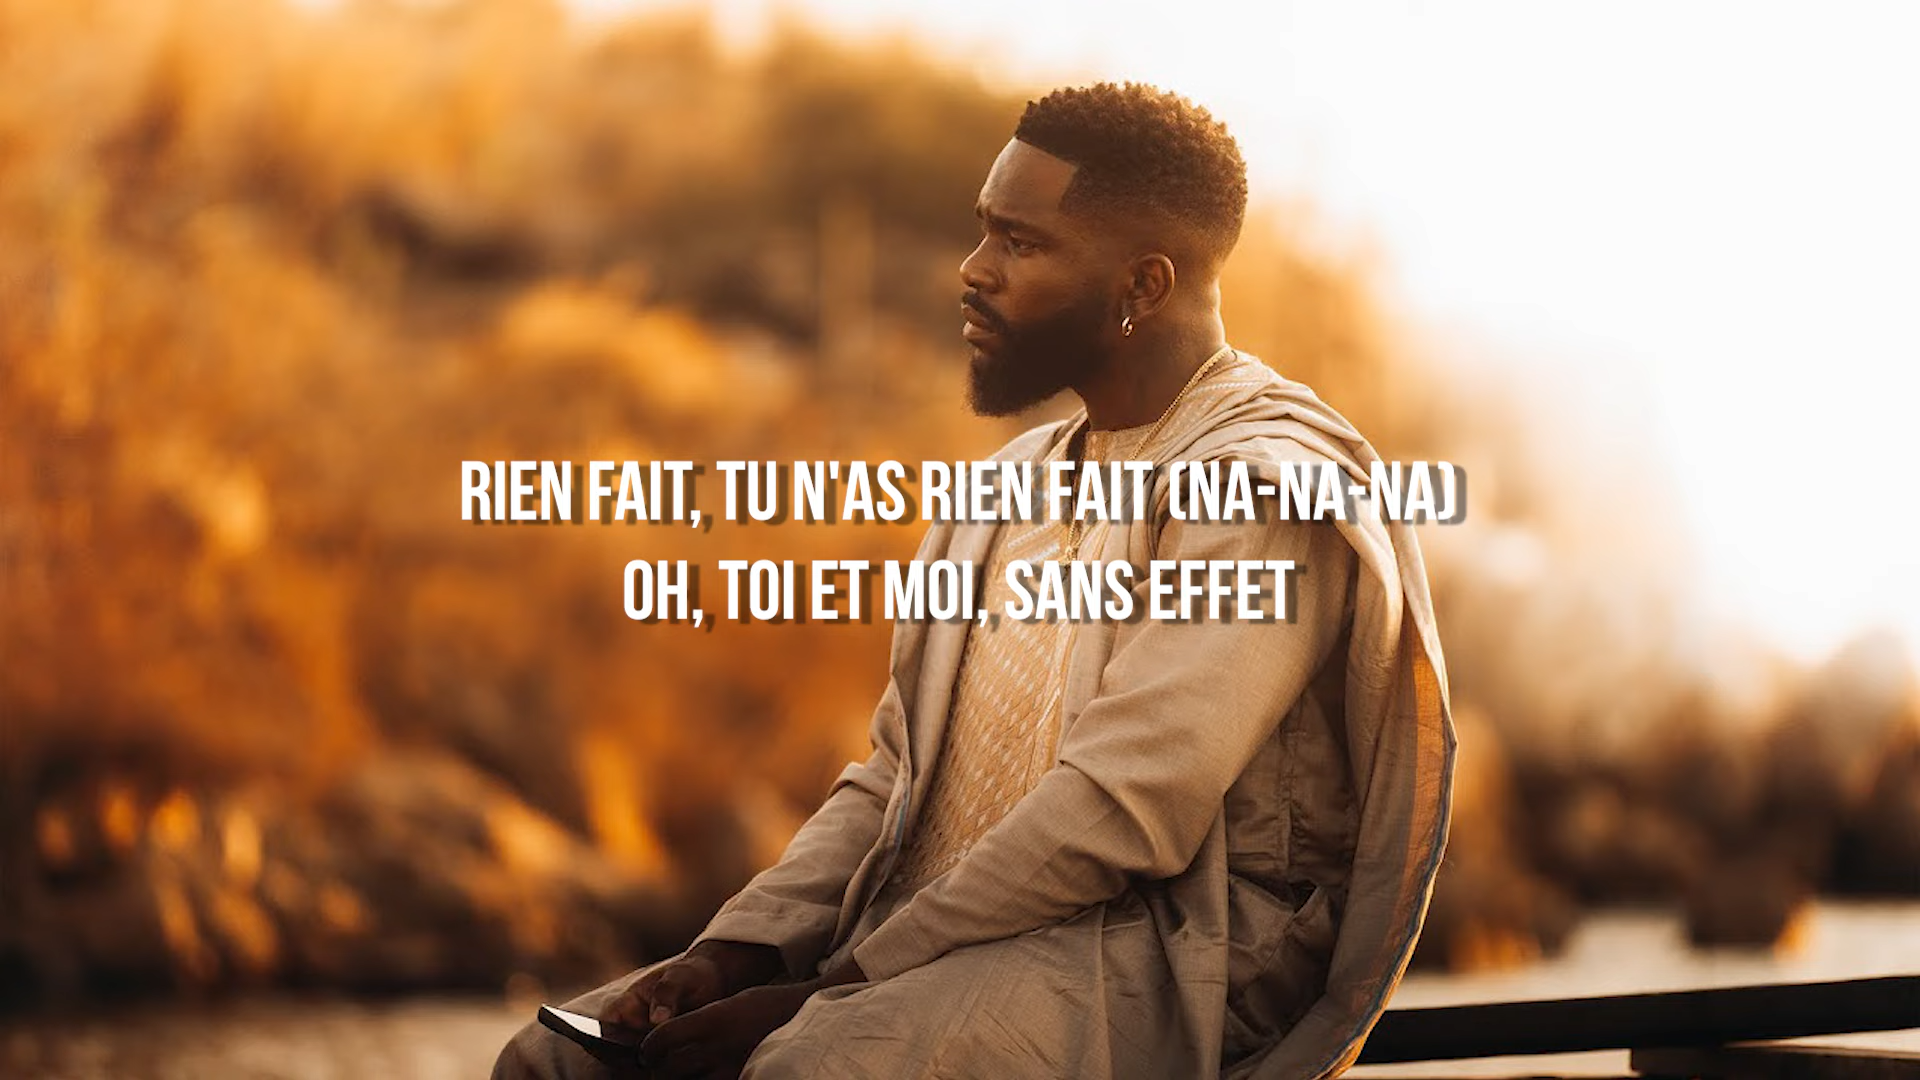 RIEN FAIT, TU N'AS RIEN FAIT (NA-NA-NA)
OH, TOI ET MOI, SANS EFFET